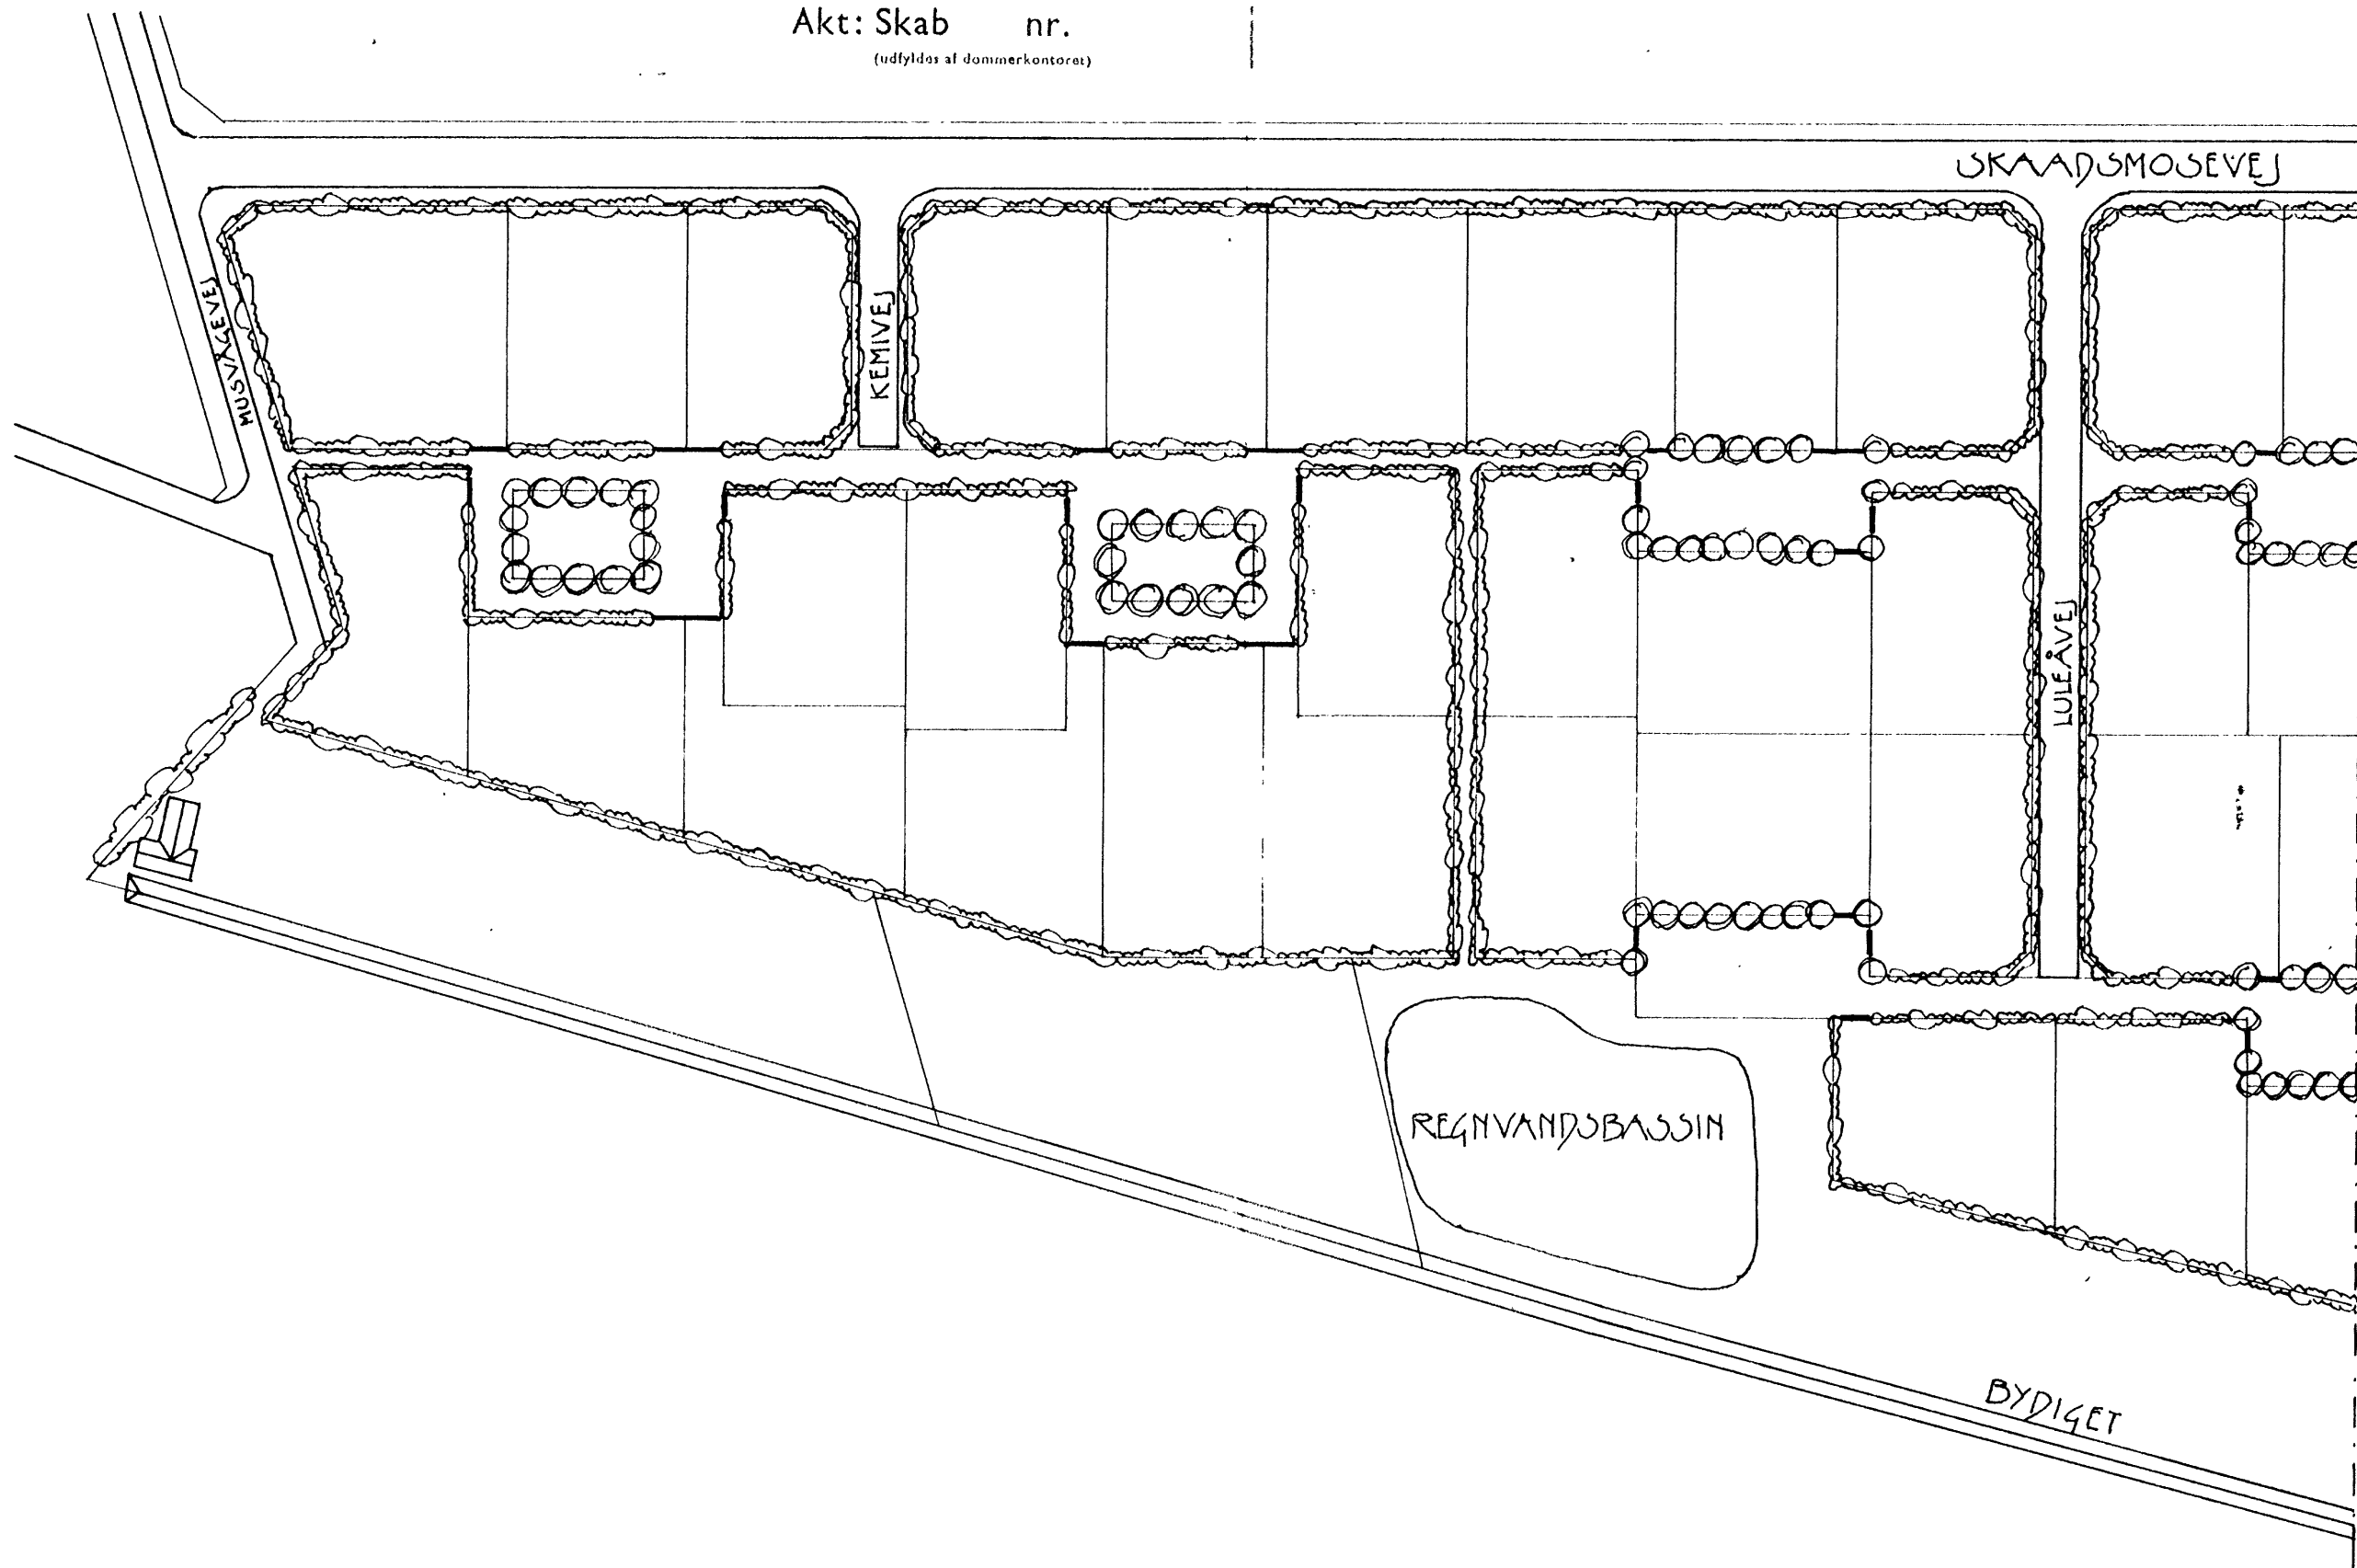 Akt: Skab nr.
(udfyldes af dommerkontoret)
SKAADSMOSEVEJ
MUSVÅGEVEJ
KEMIVEJ
LULEÅVEJ
REGNVANDSBASSIN
BYDIGET